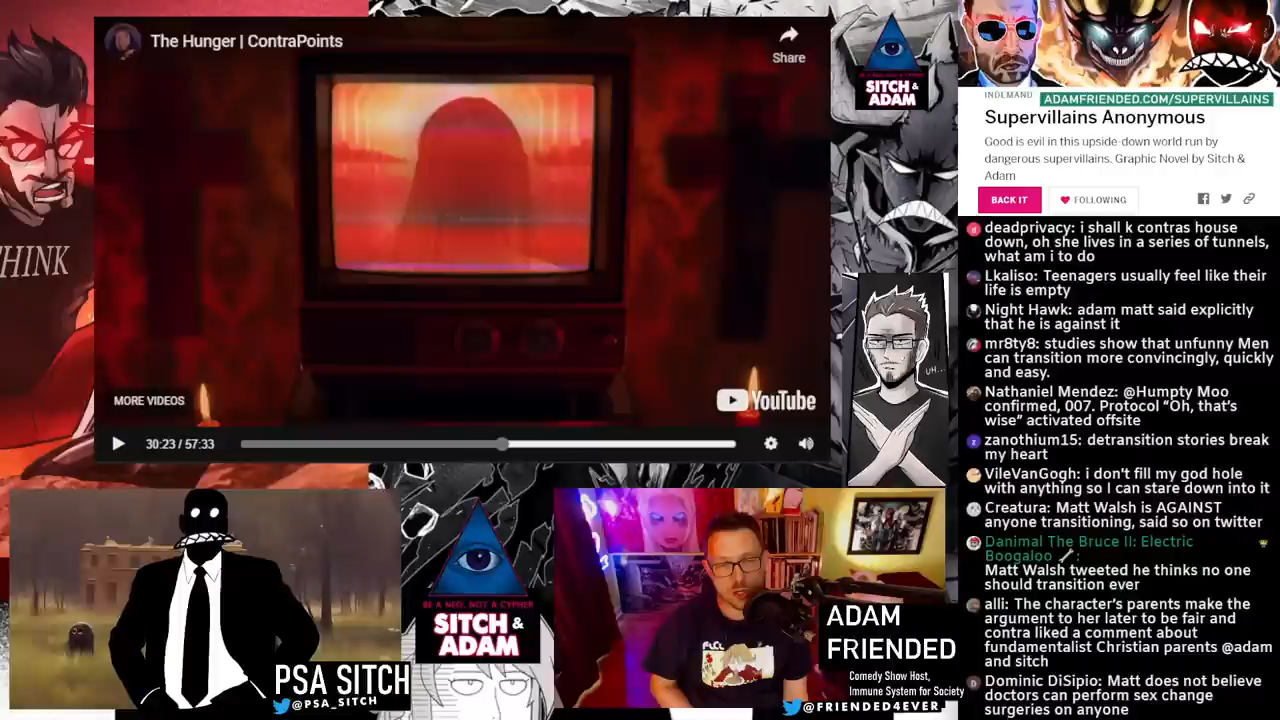 The Hunger | ContraPoints
Share
MORE VIDEOS
YouTube
30:23 / 57:33
SITCH &
ADAM
INDEMAND
ADAMFRIENDED.COM/SUPERVILLAINS
Supervillains Anonymous
Good is evil in this upside-down world run by
dangerous supervillains. Graphic Novel by Sitch &
Adam
BACK IT
FOLLOWING
deadprivacy: i shall k contras house
down, oh she lives in a series of tunnels,
what am i to do
Lkaliso: Teenagers usually feel like their
life is empty
Night Hawk: adam matt said explicitly
that he is against it
mr8ty8: studies show that unfunny Men
can transition more convincingly, quickly
and easy.
Nathaniel Mendez: @Humpty Moo
confirmed, 007. Protocol “Oh, that’s
wise” activated offsite
zanothium15: detransition stories break
my heart
VileVanGogh: i don't fill my god hole
with anything so I can stare down into it
Creatura: Matt Walsh is AGAINST
anyone transitioning, said so on twitter
Danimal The Bruce II: Electric
Boogaloo
:
Matt Walsh tweeted he thinks no one
should transition ever
alli: The character’s parents make the
argument to her later to be fair and
contra liked a comment about
fundamentalist Christian parents @adam
and sitch
Dominic DiSipio: Matt does not believe
doctors can perform see change
surgeries on anyone
HINK
UH...
BE A NEO, NOT A CYPHER
SITCH &
ADAM
PSA SITCH
@PSA_SITCH
ADAM
FRIENDED
Comedy Show Host,
Immune System for Society
@FRIENDED4EVER